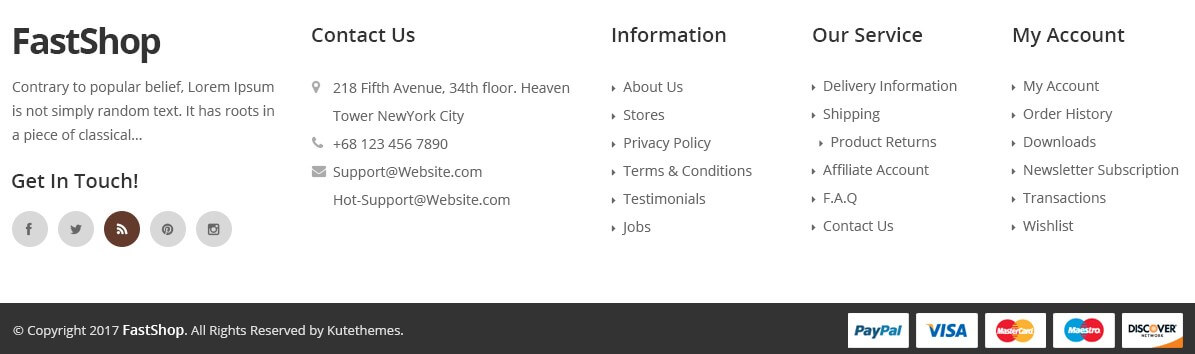 FastShop
Contrary to popular belief, Lorem Ipsum
is not simply random text. It has roots in
a piece of classical...
Get In Touch!
Contact Us
218 Fifth Avenue, 34th floor. Heaven
Tower NewYork City
+68 123 456 7890
Support@Website.com
Hot-Support@Website.com
Information
About Us
Stores
Privacy Policy
Terms & Conditions
Testimonials
Jobs
Our Service
Delivery Information
Shipping
Product Returns
Affiliate Account
F.A.Q
Contact Us
My Account
My Account
Order History
Downloads
Newsletter Subscription
Transactions
Wishlist
© Copyright 2017 FastShop. All Rights Reserved by Kutethemes.
PayPal
VISA
MasterCard
Maestro
DISCOVER
NETWORK